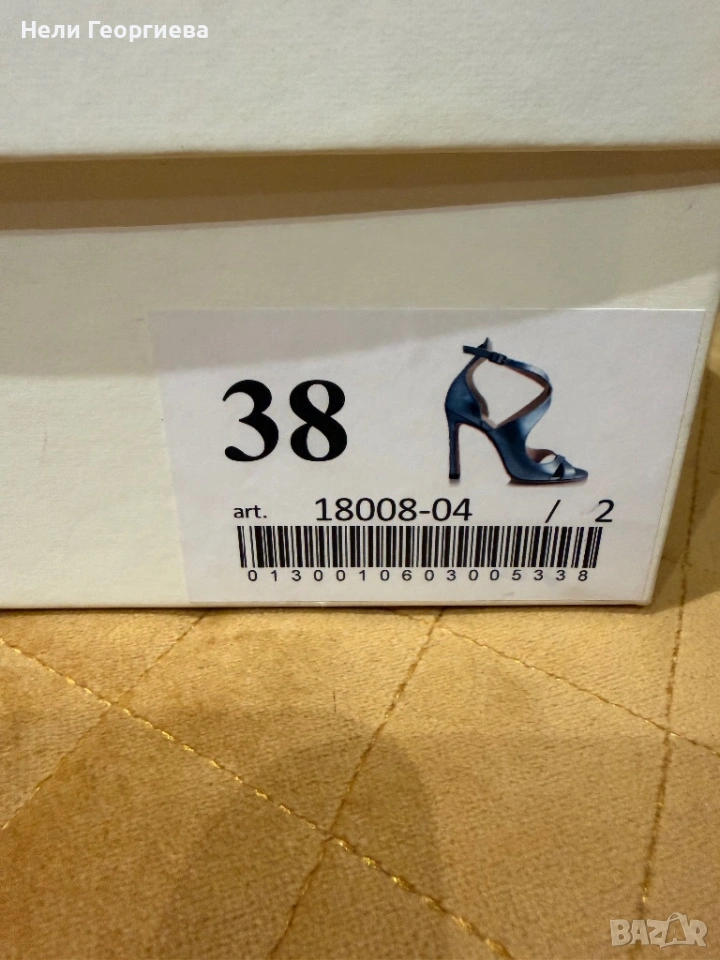 Нели Георгиева
38
art. 18008-04 / 2
0130010603005338
BAZAR